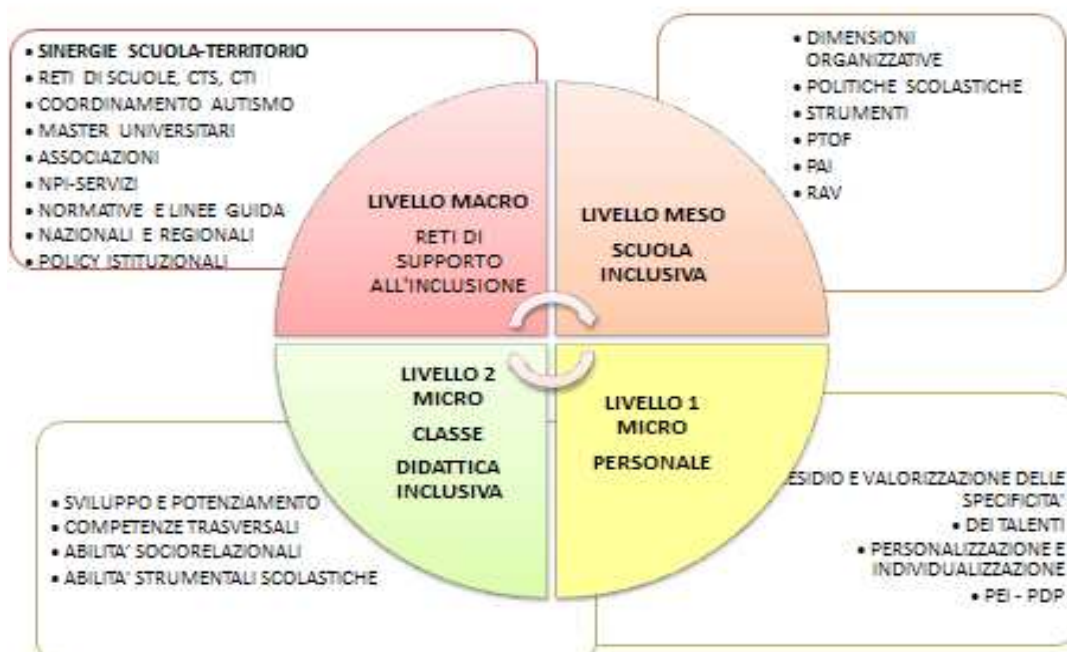 • SINERGIE SCUOLA-TERRITORIO
• RETI DI SCUOLE, CTS, CTI
• COORDINAMENTO AUTISMO
• MASTER UNIVERSITARI
• ASSOCIAZIONI
• NPI-SERVIZI
• NORMATIVE E LINEE GUIDA
• NAZIONALI E REGIONALI
• POLICY ISTITUZIONALI
• DIMENSIONI
ORGANIZZATIVE
• POLITICHE SCOLASTICHE
• STRUMENTI
• PTOF
• PAI
• RAV
LIVELLO MACRO
RETI DI
SUPPORTO
ALL'INCLUSIONE
LIVELLO MESO
SCUOLA
INCLUSIVA
LIVELLO 2
MICRO
CLASSE
DIDATTICA
INCLUSIVA
LIVELLO 1
MICRO
PERSONALE
• SVILUPPO E POTENZIAMENTO
• COMPETENZE TRASVERSALI
• ABILITA' SOCIORELAZIONALI
• ABILITA' STRUMENTALI SCOLASTICHE
ESIDIO E VALORIZZAZIONE DELLE
SPECIFICITA'
• DEI TALENTI
• PERSONALIZZAZIONE E
INDIVIDUALIZZAZIONE
• PEI - PDP